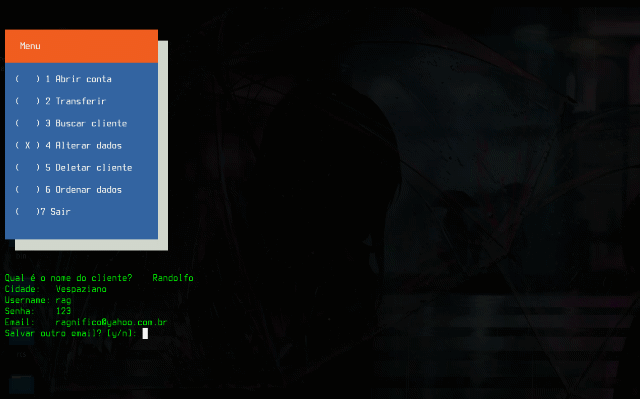 Menu
(   ) 1 Abrir conta
(   ) 2 Transferir
(   ) 3 Buscar cliente
( X ) 4 Alterar dados
(   ) 5 Deletar cliente
(   ) 6 Ordenar dados
(   )7 Sair
Qual é o nome do cliente?    Randolfo
Cidade:   Vespaziano
Username: rag
Senha:    123
Email:    ragnifico@yahoo.com.br
Salvar outro email? [y/n]: